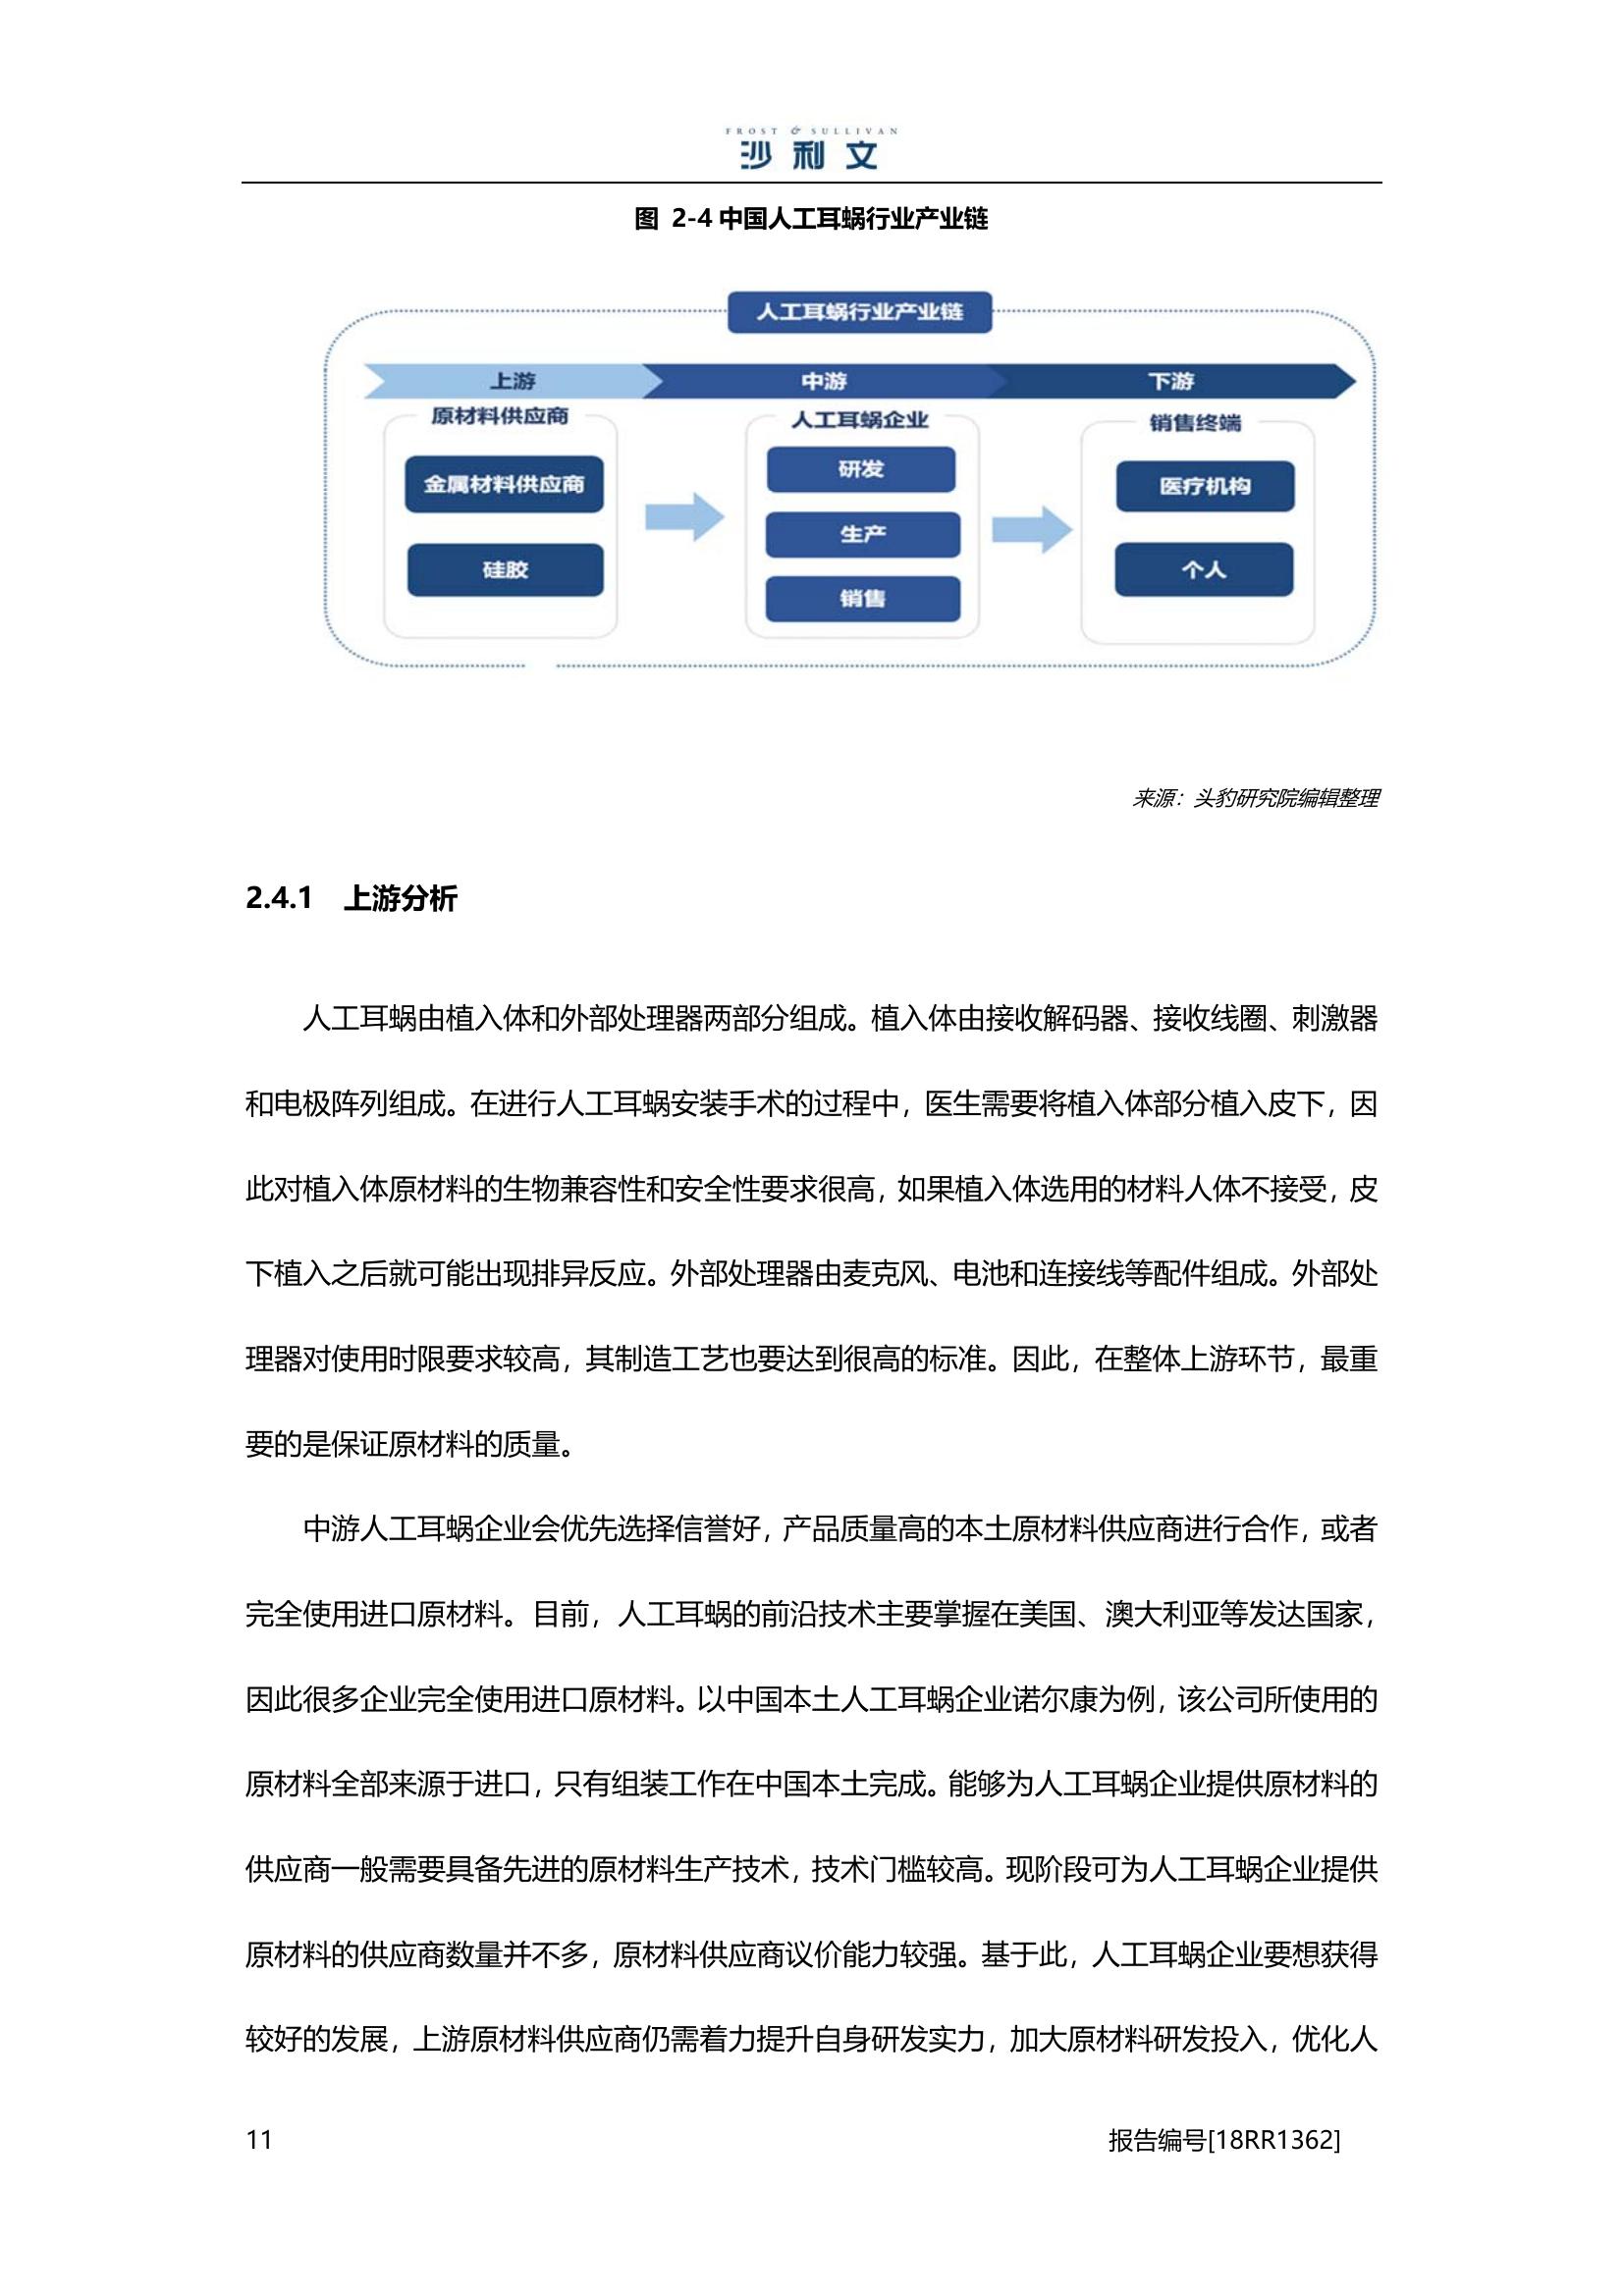 FROST & SULLIVAN
沙利文
图 2-4 中国人工耳蜗行业产业链
人工耳蜗行业产业链
上游
中游
下游
原材料供应商
人工耳蜗企业
销售终端
金属材料供应商
硅胶
研发
生产
销售
医疗机构
个人
来源：头豹研究院编辑整理
2.4.1 上游分析
人工耳蜗由植入体和外部处理器两部分组成。植入体由接收解码器、接收线圈、刺激器
和电极阵列组成。在进行人工耳蜗安装手术的过程中，医生需要将植入体部分植入皮下，因
此对植入体原材料的生物兼容性和安全性要求很高，如果植入体选用的材料人体不接受，皮
下植入之后就可能出现排异反应。外部处理器由麦克风、电池和连接线等配件组成。外部处
理器对使用时限要求较高，其制造工艺也要达到很高的标准。因此，在整体上游环节，最重
要的是保证原材料的质量。
中游人工耳蜗企业会优先选择信誉好，产品质量高的本土原材料供应商进行合作，或者
完全使用进口原材料。目前，人工耳蜗的前沿技术主要掌握在美国、澳大利亚等发达国家，
因此很多企业完全使用进口原材料。以中国本土人工耳蜗企业诺尔康为例，该公司所使用的
原材料全部来源于进口，只有组装工作在中国本土完成。能够为人工耳蜗企业提供原材料的
供应商一般需要具备先进的原材料生产技术，技术门槛较高。现阶段可为人工耳蜗企业提供
原材料的供应商数量并不多，原材料供应商议价能力较强。基于此，人工耳蜗企业要想获得
较好的发展，上游原材料供应商仍需着力提升自身研发实力，加大原材料研发投入，优化人
11
报告编号[18RR1362]